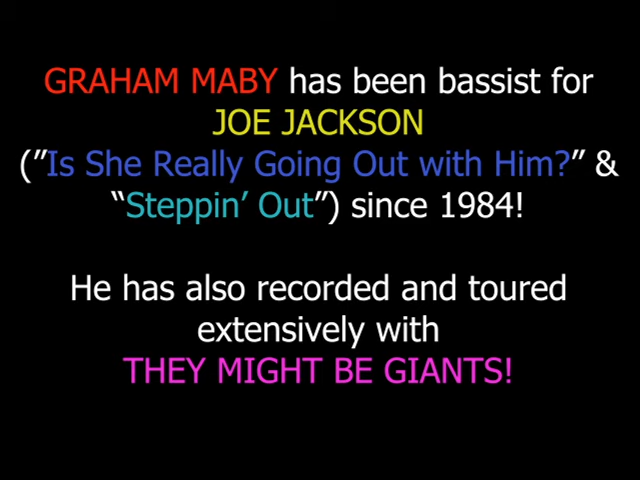 GRAHAM MABY has been bassist for
JOE JACKSON
(”Is She Really Going Out with Him?” &
“Steppin’ Out”) since 1984!
He has also recorded and toured
extensively with
THEY MIGHT BE GIANTS!